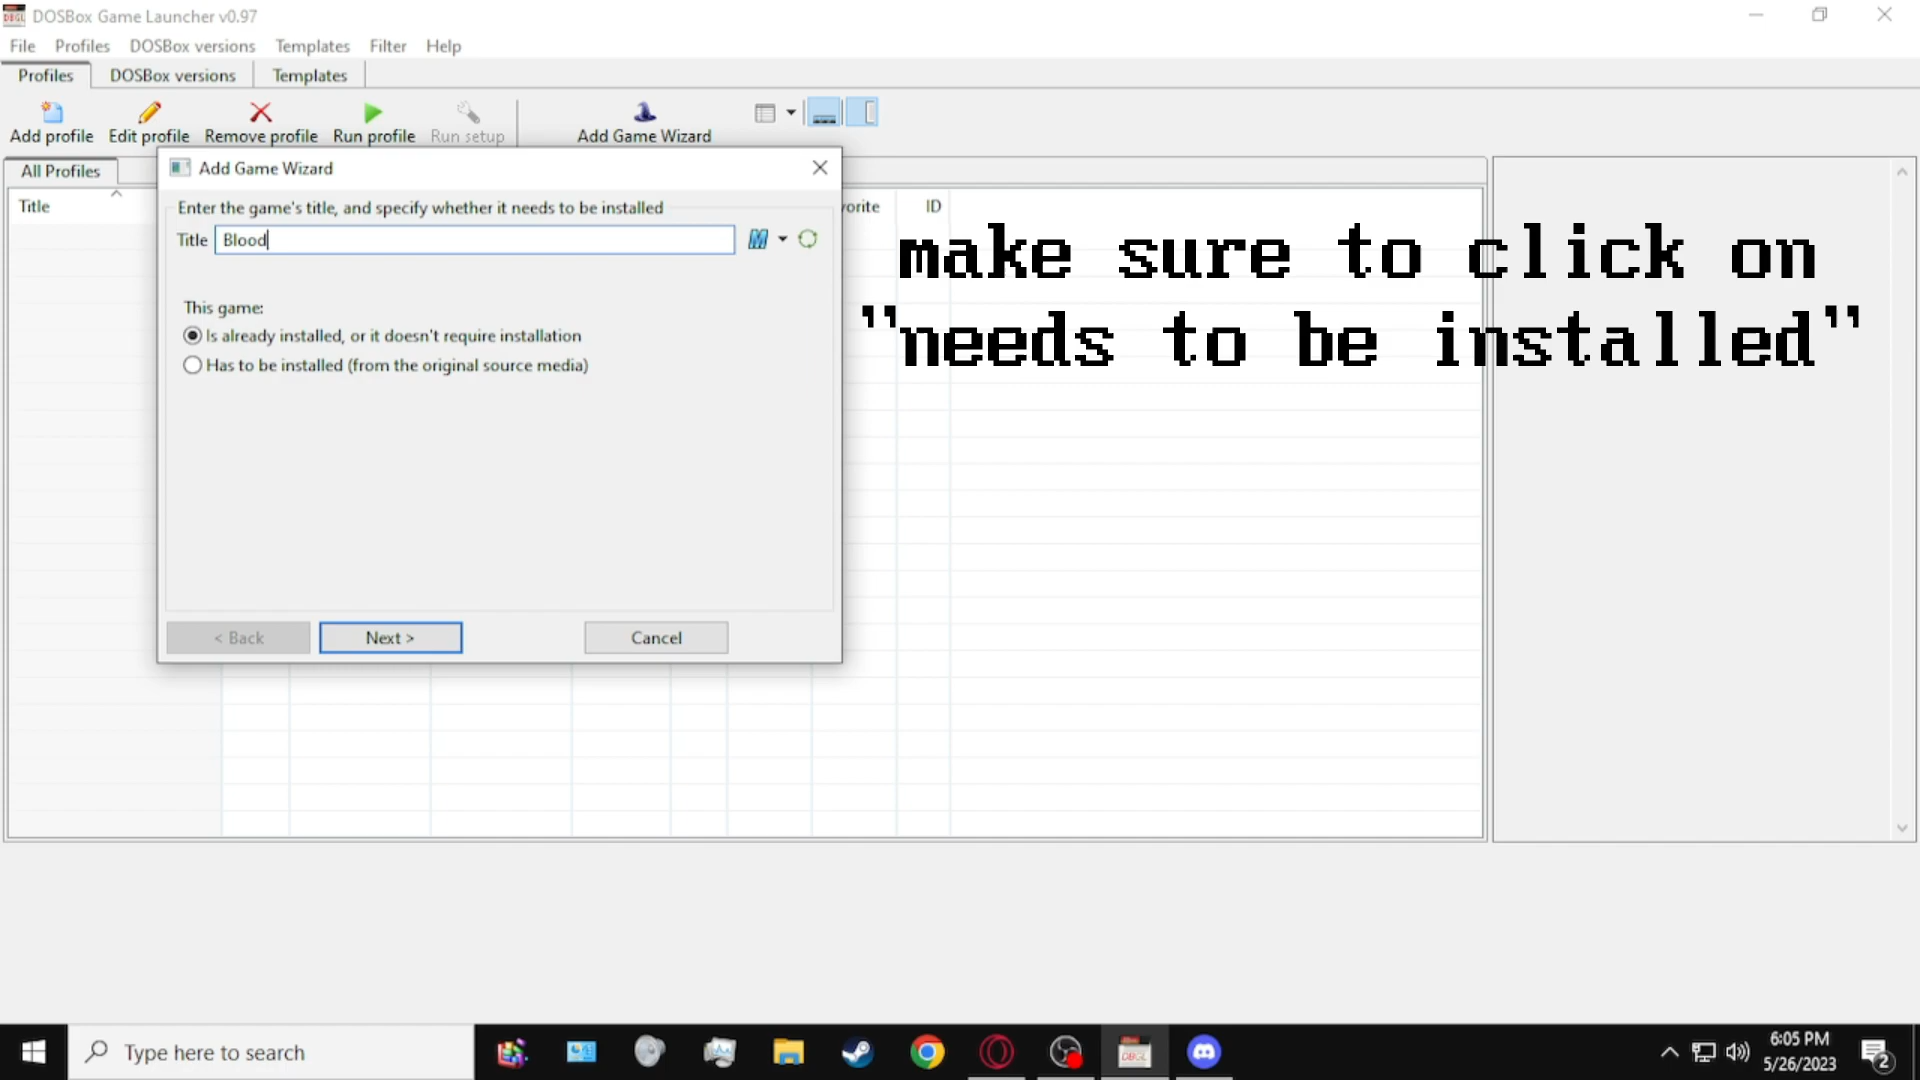 DOSBox Game Launcher v0.97
File Profiles DOSBox versions Templates Filter Help
Profiles DOSBox versions Templates
Add profile Edit profile Remove profile Run profile Run setup Add Game Wizard
All Profiles
Title
Add Game Wizard
Enter the game's title, and specify whether it needs to be installed
orite ID
Title Blood
make sure to click on
"needs to be installed"
This game:
Is already installed, or it doesn't require installation
Has to be installed (from the original source media)
< Back Next > Cancel
Type here to search
DBGL
6:05 PM
5/26/2023
2